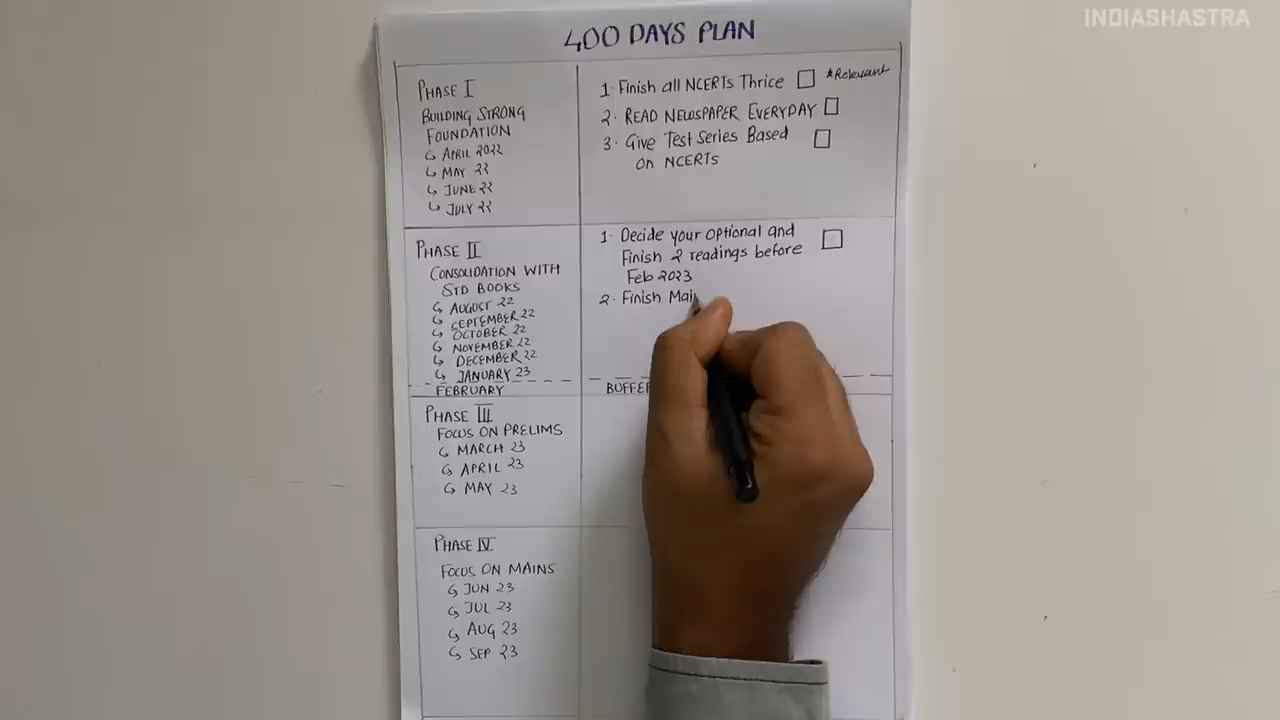 INDIASHASTRA
400 DAYS PLAN
PHASE I
BUILDING STRONG
FOUNDATION
↳ APRIL 2022
↳ MAY 22
↳ JUNE 22
↳ JULY 22
1. Finish all NCERTs Thrice *Relevant
2. READ NEWSPAPER EVERYDAY
3. Give Test Series Based
on NCERTs
PHASE II
CONSOLIDATION WITH
STD BOOKS
↳ AUGUST 22
↳ SEPTEMBER 22
↳ OCTOBER 22
↳ NOVEMBER 22
↳ DECEMBER 22
↳ JANUARY 23
FEBRUARY
1. Decide your optional and
Finish 2 readings before
Feb 2023
2. Finish Mai
BUFFE
PHASE III
FOCUS ON PRELIMS
↳ MARCH 23
↳ APRIL 23
↳ MAY 23
PHASE IV
FOCUS ON MAINS
↳ JUN 23
↳ JUL 23
↳ AUG 23
↳ SEP 23